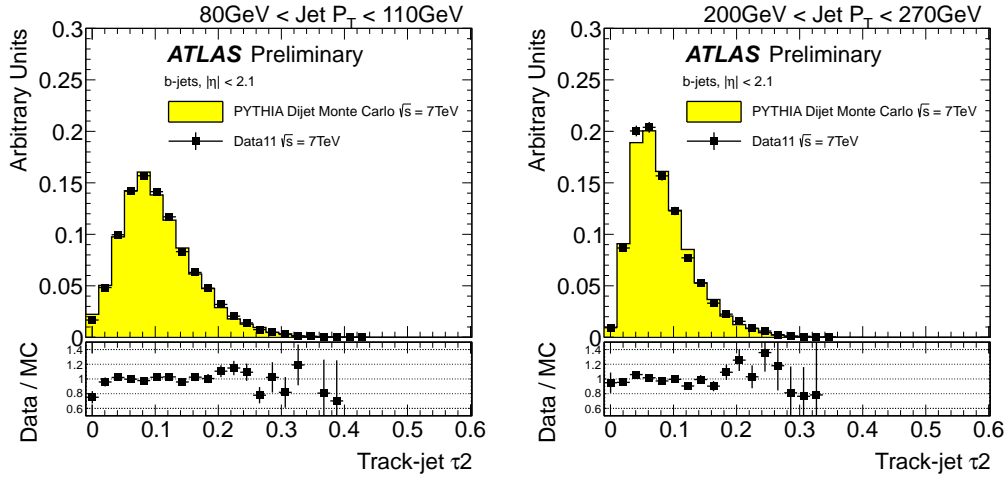 80GeV < Jet P_T < 110GeV
Arbitrary Units
0.3
0.25
0.2
0.15
0.1
0.05
0
ATLAS Preliminary
b-jets, |η| < 2.1
PYTHIA Dijet Monte Carlo √s = 7TeV
Data11 √s = 7TeV
Data / MC
1.4
1.2
1
0.8
0.6
0 0.1 0.2 0.3 0.4 0.5 0.6
Track-jet τ2
200GeV < Jet P_T < 270GeV
Arbitrary Units
0.3
0.25
0.2
0.15
0.1
0.05
0
ATLAS Preliminary
b-jets, |η| < 2.1
PYTHIA Dijet Monte Carlo √s = 7TeV
Data11 √s = 7TeV
Data / MC
1.4
1.2
1
0.8
0.6
0 0.1 0.2 0.3 0.4 0.5 0.6
Track-jet τ2